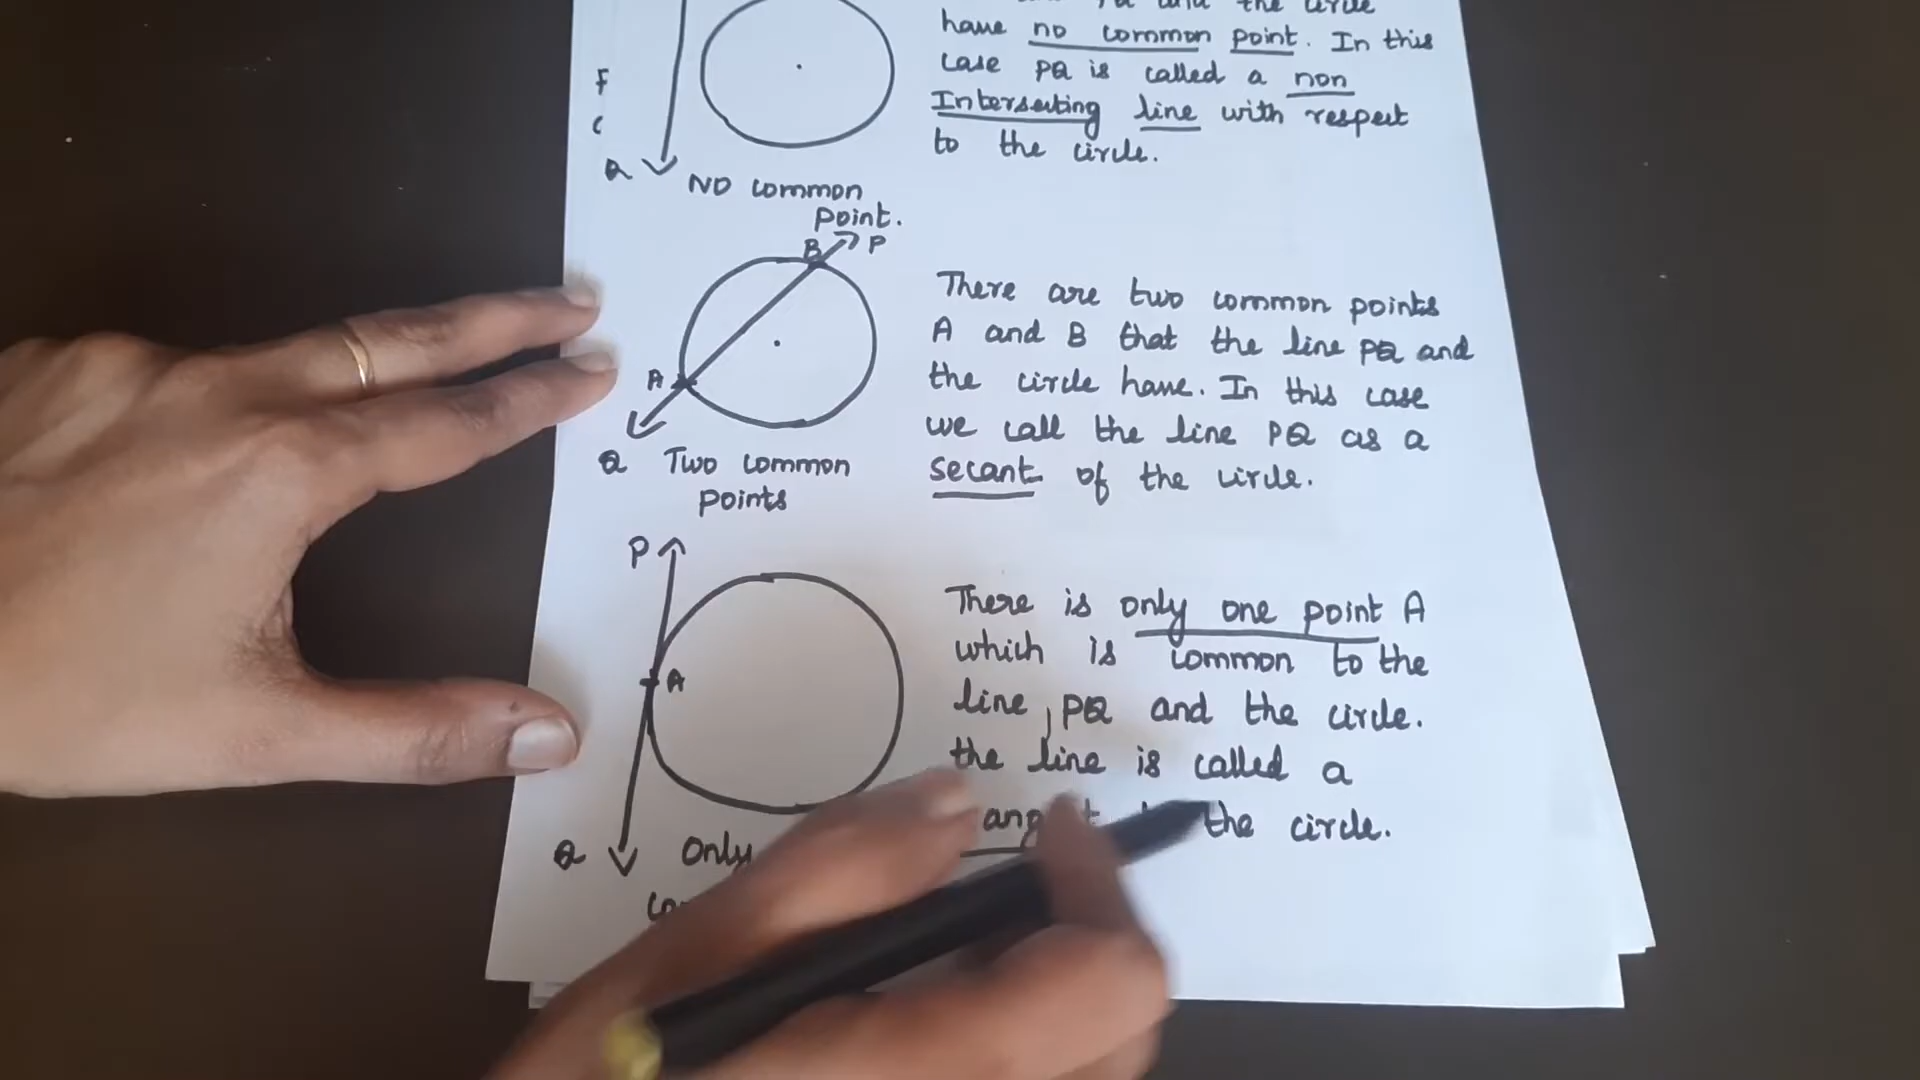 and the circle
have no common point. In this
case PQ is called a non
Intersecting line with respect
to the circle.
F
C
Q
NO common
point.
B P
A
Q Two common
points
There are two common points
A and B that the line PQ and
the circle have. In this case
we call the line PQ as a
secant of the circle.
P
A
Q Only
There is only one point A
which is common to the
line PQ and the circle.
the line is called a
the circle.